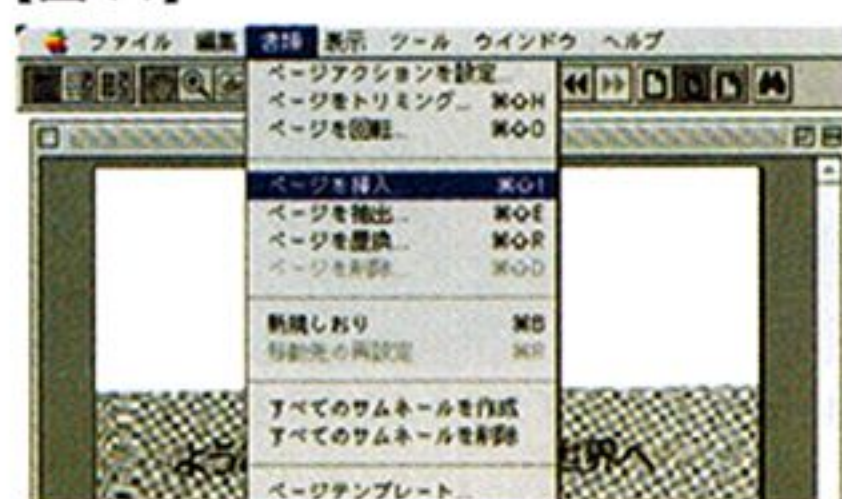 ファイル 編集 書類 表示 ツール ウインドウ ヘルプ
ページアクションを設定...
ページをトリミング... ⌘⇧H
ページを回転... ⌘⇧O
ページを挿入... ⌘⇧I
ページを抽出... ⌘⇧E
ページを置換... ⌘⇧R
ページを削除... ⌘⇧D
新規しおり ⌘B
移動先の再設定 ⌘R
すべてのサムネールを作成
すべてのサムネールを削除
よう
世界へ
ページテンプレート...